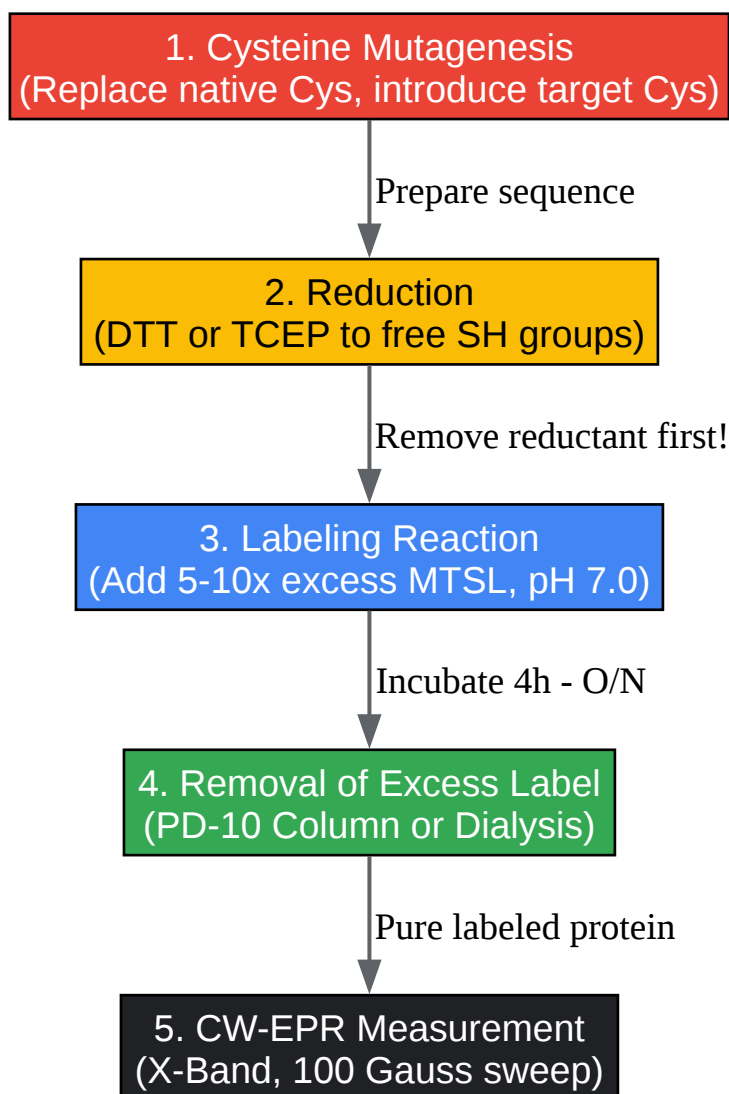 1. Cysteine Mutagenesis
(Replace native Cys, introduce target Cys)
Prepare sequence
2. Reduction
(DTT or TCEP to free SH groups)
Remove reductant first!
3. Labeling Reaction
(Add 5-10x excess MTSL, pH 7.0)
Incubate 4h - O/N
4. Removal of Excess Label
(PD-10 Column or Dialysis)
Pure labeled protein
5. CW-EPR Measurement
(X-Band, 100 Gauss sweep)